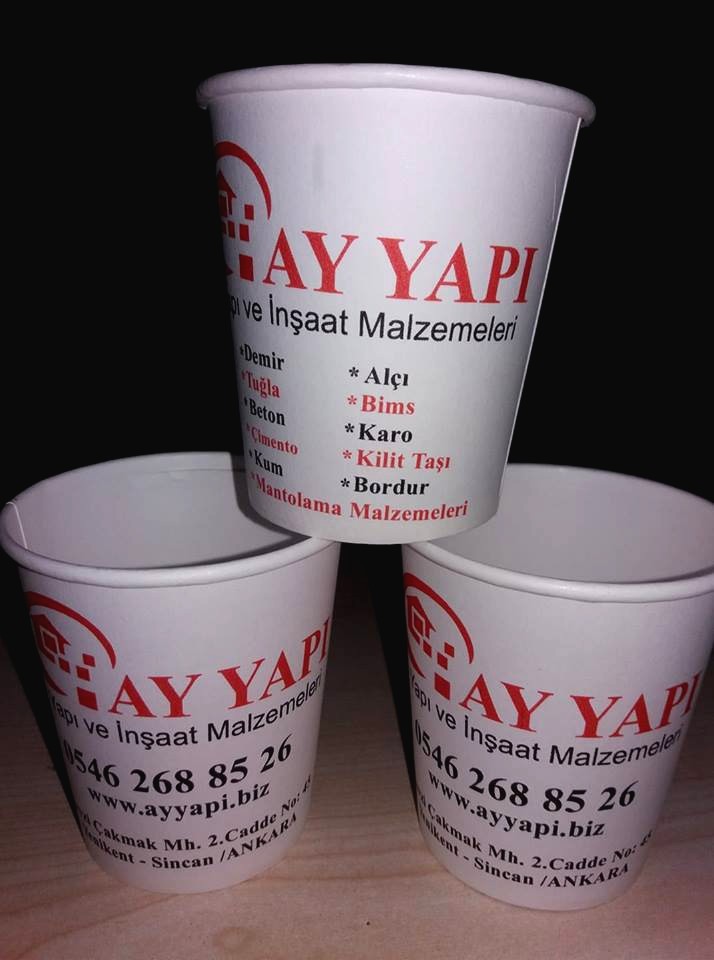 AY YAPI
ve İnşaat Malzemeleri
*Demir
*Alçı
*Tuğla
*Bims
*Beton
*Karo
*Çimento
*Kilit Taşı
*Kum
*Bordur
*Mantolama Malzemeleri
AY YAPI
Yapı ve İnşaat Malzemeleri
0546 268 85 26
www.ayyapi.biz
Çakmak Mh. 2.Cadde No:
Yenikent - Sincan /ANKARA
AY YAPI
Yapı ve İnşaat Malzemeleri
0546 268 85 26
www.ayyapi.biz
Çakmak Mh. 2.Cadde No:
Yenikent - Sincan /ANKARA